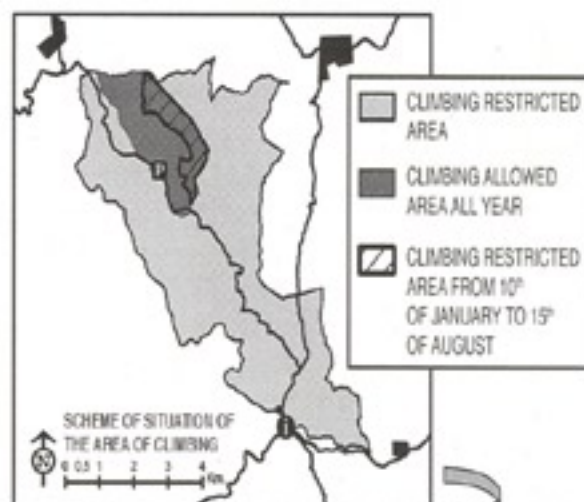 CLIMBING RESTRICTED
AREA
CLIMBING ALLOWED
AREA ALL YEAR
CLIMBING RESTRICTED
AREA FROM 10th
OF JANUARY TO 15th
OF AUGUST
P
SCHEME OF SITUATION OF
THE AREA OF CLIMBING
N
0 0,5 1 2 3 4
Km.